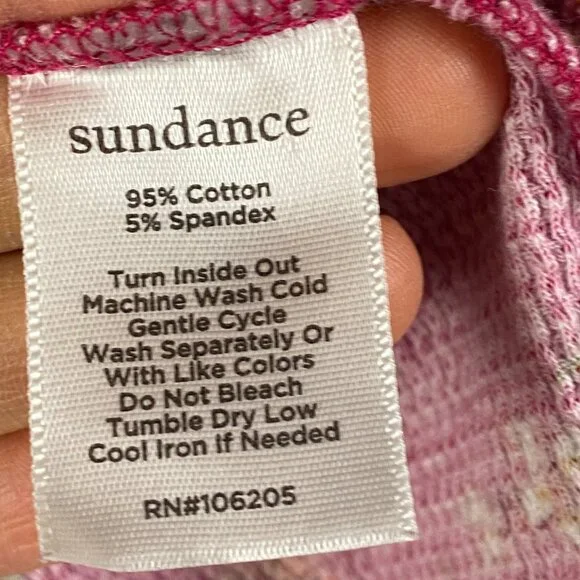 sundance
95% Cotton
5% Spandex
Turn Inside Out
Machine Wash Cold
Gentle Cycle
Wash Separately Or
With Like Colors
Do Not Bleach
Tumble Dry Low
Cool Iron If Needed
RN#106205